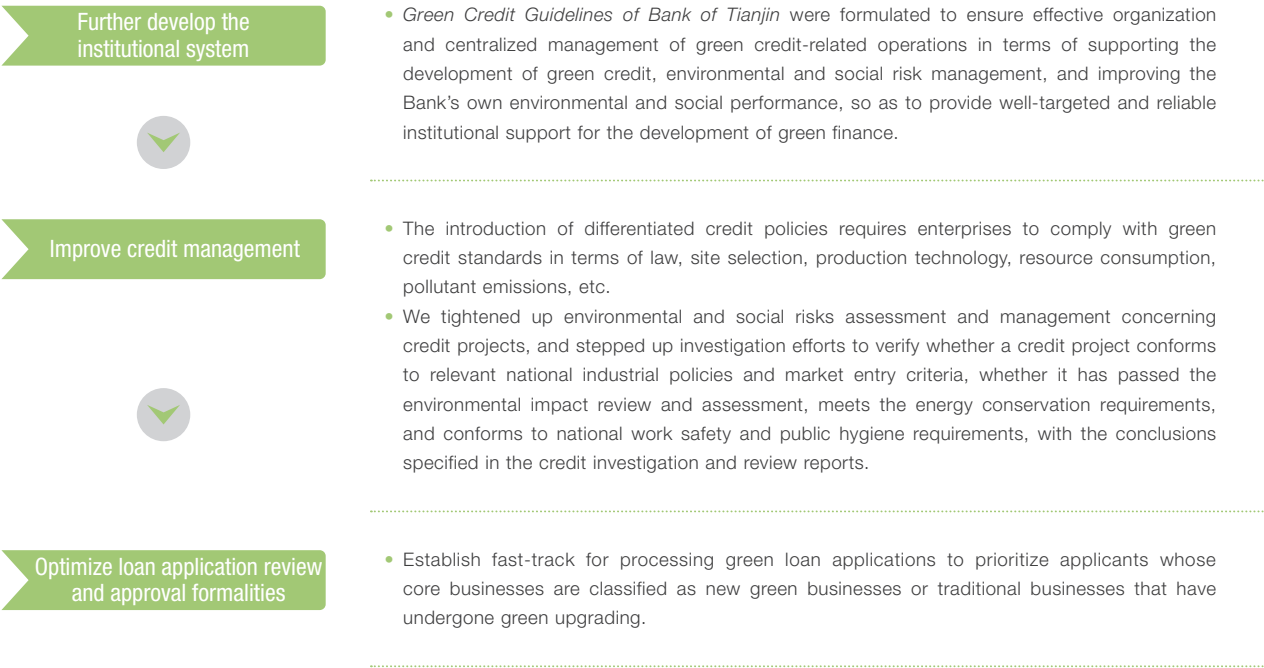 Further develop the
institutional system
• Green Credit Guidelines of Bank of Tianjin were formulated to ensure effective organization
and centralized management of green credit-related operations in terms of supporting the
development of green credit, environmental and social risk management, and improving the
Bank's own environmental and social performance, so as to provide well-targeted and reliable
institutional support for the development of green finance.
Improve credit management
• The introduction of differentiated credit policies requires enterprises to comply with green
credit standards in terms of law, site selection, production technology, resource consumption,
pollutant emissions, etc.
• We tightened up environmental and social risks assessment and management concerning
credit projects, and stepped up investigation efforts to verify whether a credit project conforms
to relevant national industrial policies and market entry criteria, whether it has passed the
environmental impact review and assessment, meets the energy conservation requirements,
and conforms to national work safety and public hygiene requirements, with the conclusions
specified in the credit investigation and review reports.
Optimize loan application review
and approval formalities
• Establish fast-track for processing green loan applications to prioritize applicants whose
core businesses are classified as new green businesses or traditional businesses that have
undergone green upgrading.